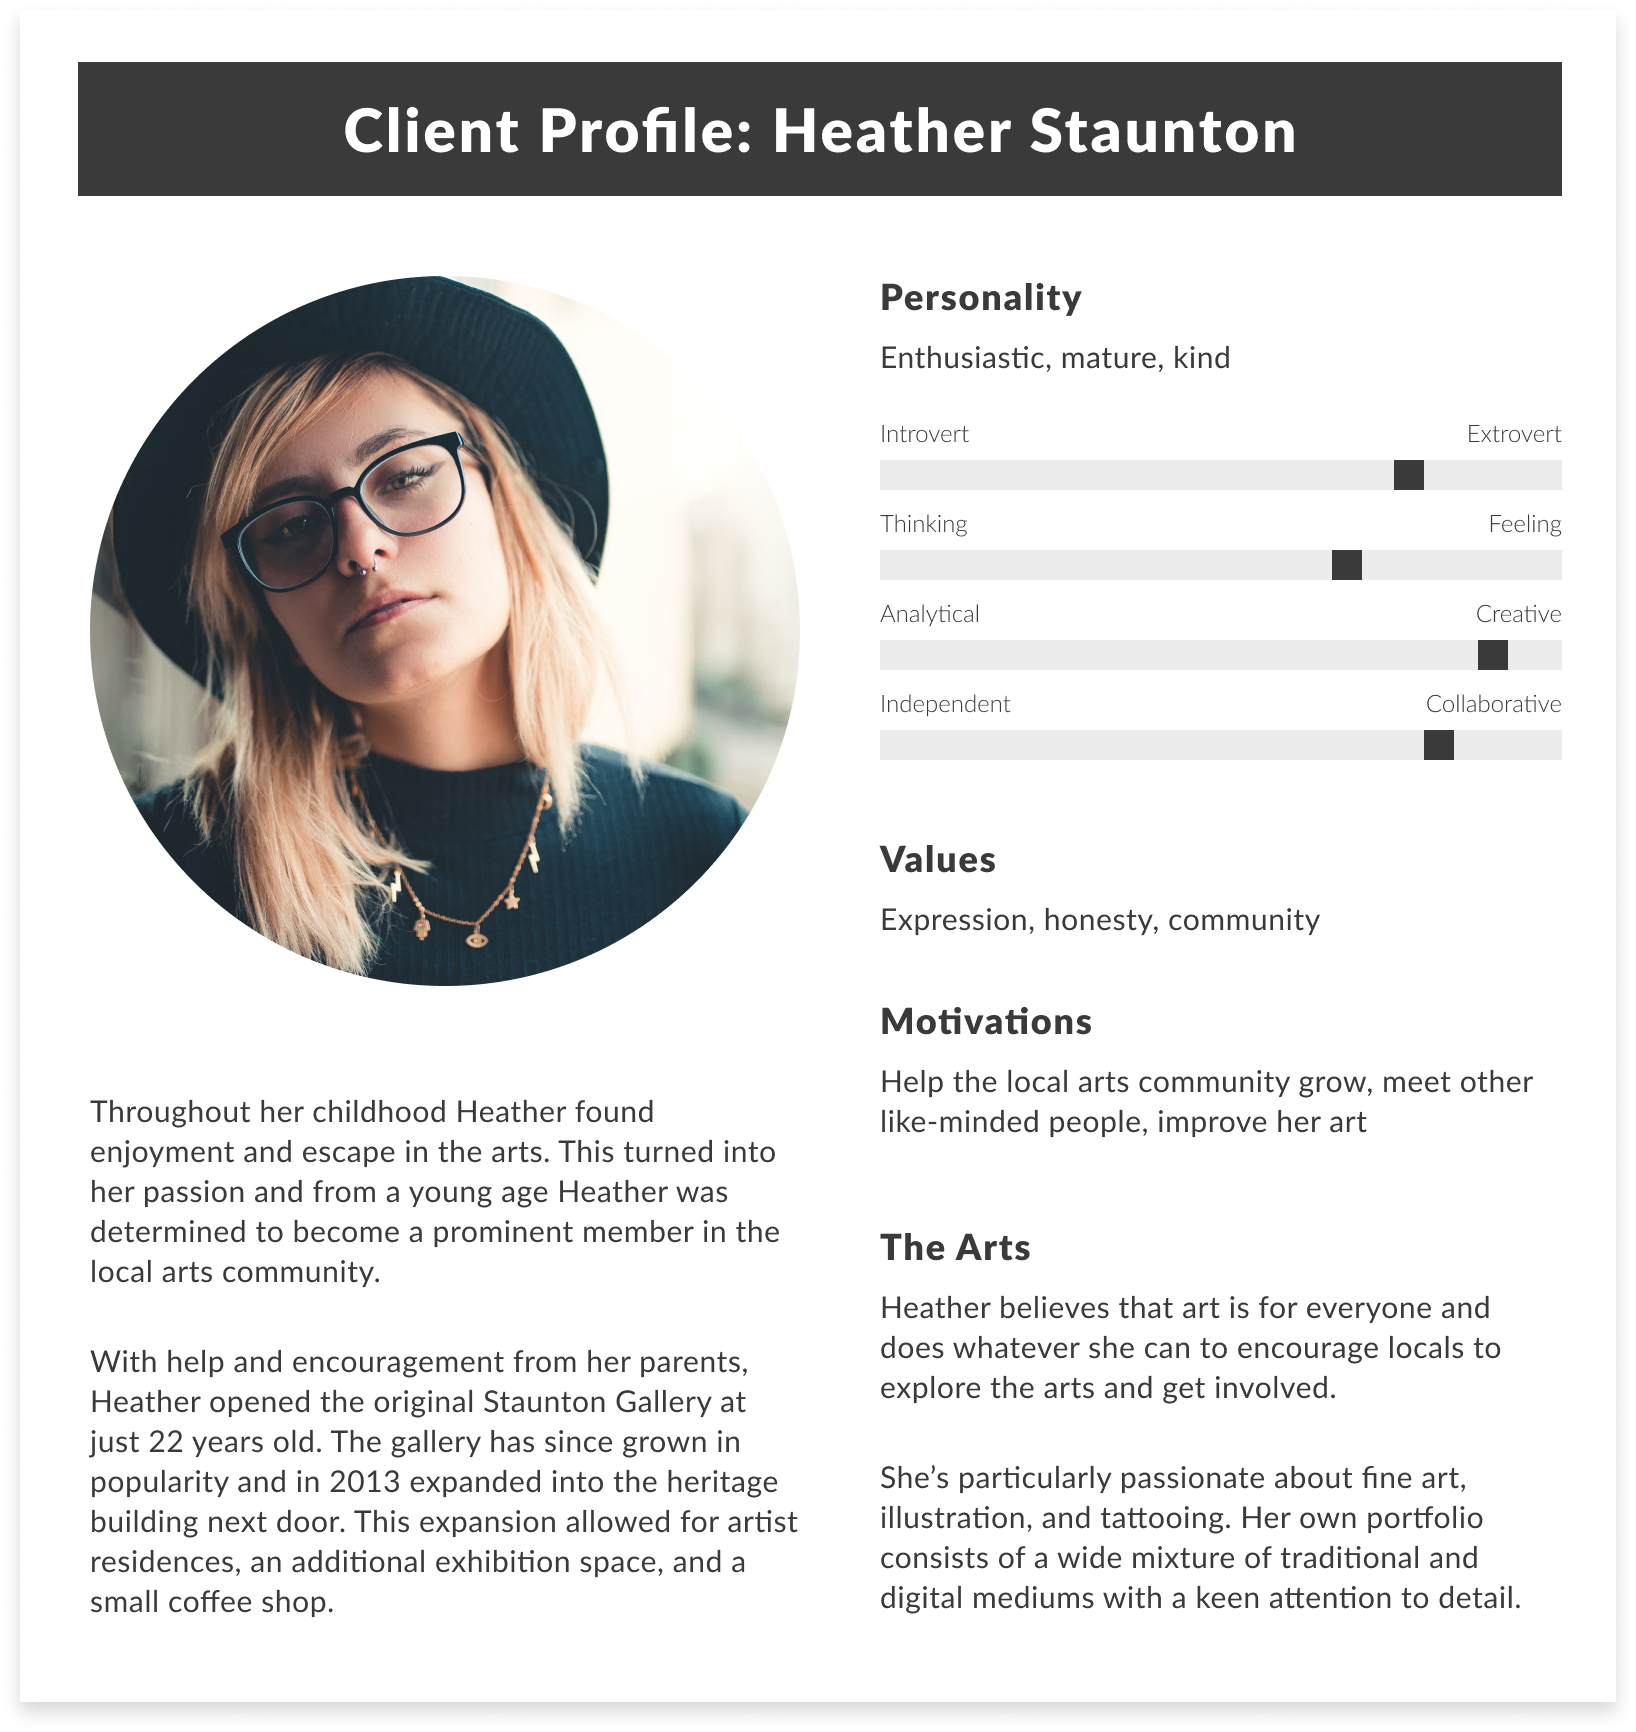 Client Profile: Heather Staunton
Throughout her childhood Heather found
enjoyment and escape in the arts. This turned into
her passion and from a young age Heather was
determined to become a prominent member in the
local arts community.
With help and encouragement from her parents,
Heather opened the original Staunton Gallery at
just 22 years old. The gallery has since grown in
popularity and in 2013 expanded into the heritage
building next door. This expansion allowed for artist
residences, an additional exhibition space, and a
small coffee shop.
Personality
Enthusiastic, mature, kind
Introvert Extrovert
Thinking Feeling
Analytical Creative
Independent Collaborative
Values
Expression, honesty, community
Motivations
Help the local arts community grow, meet other
like-minded people, improve her art
The Arts
Heather believes that art is for everyone and
does whatever she can to encourage locals to
explore the arts and get involved.
She’s particularly passionate about fine art,
illustration, and tattooing. Her own portfolio
consists of a wide mixture of traditional and
digital mediums with a keen attention to detail.